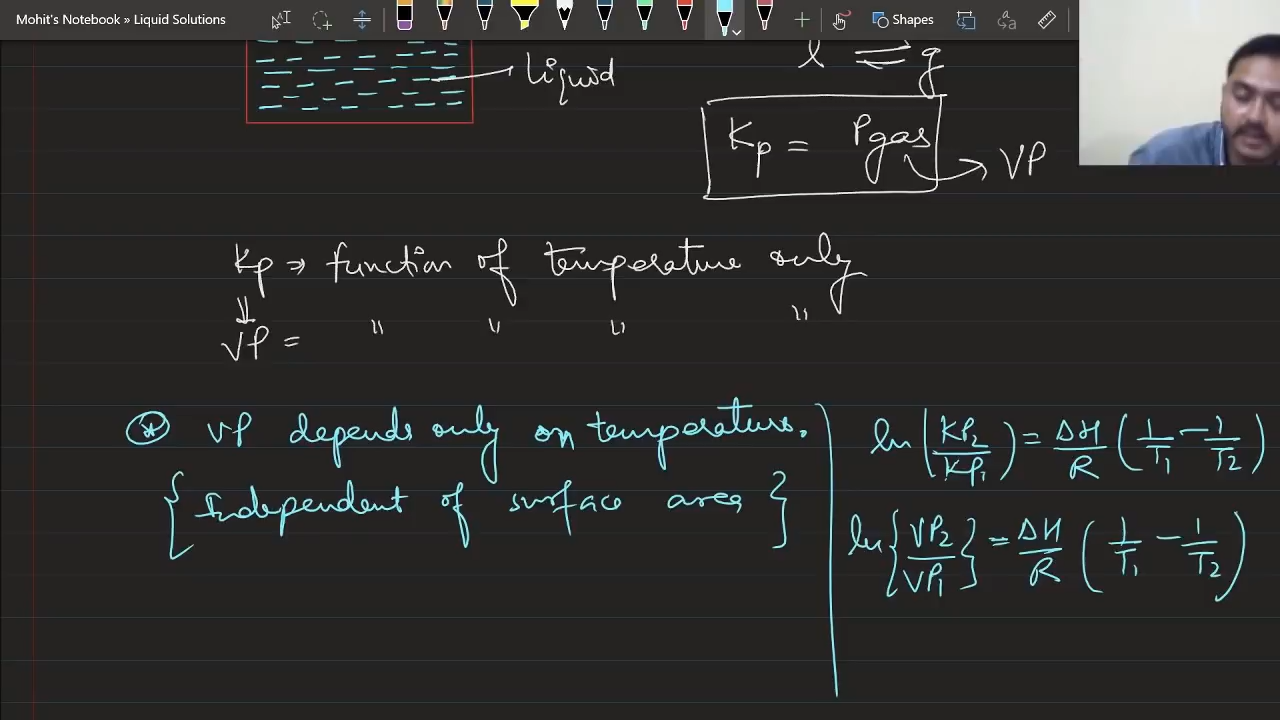 Mohit's Notebook » Liquid Solutions
Shapes
liquid
l ⇌ g
Kp = Pgas → VP
Kp → function of temperature only
⇓
VP = " " " "
* VP depends only on temperature.
{Independent of surface area}
ln(KP2/KP1) = ΔH/R (1/T1 − 1/T2)
ln{VP2/VP1} = ΔH/R (1/T1 − 1/T2)